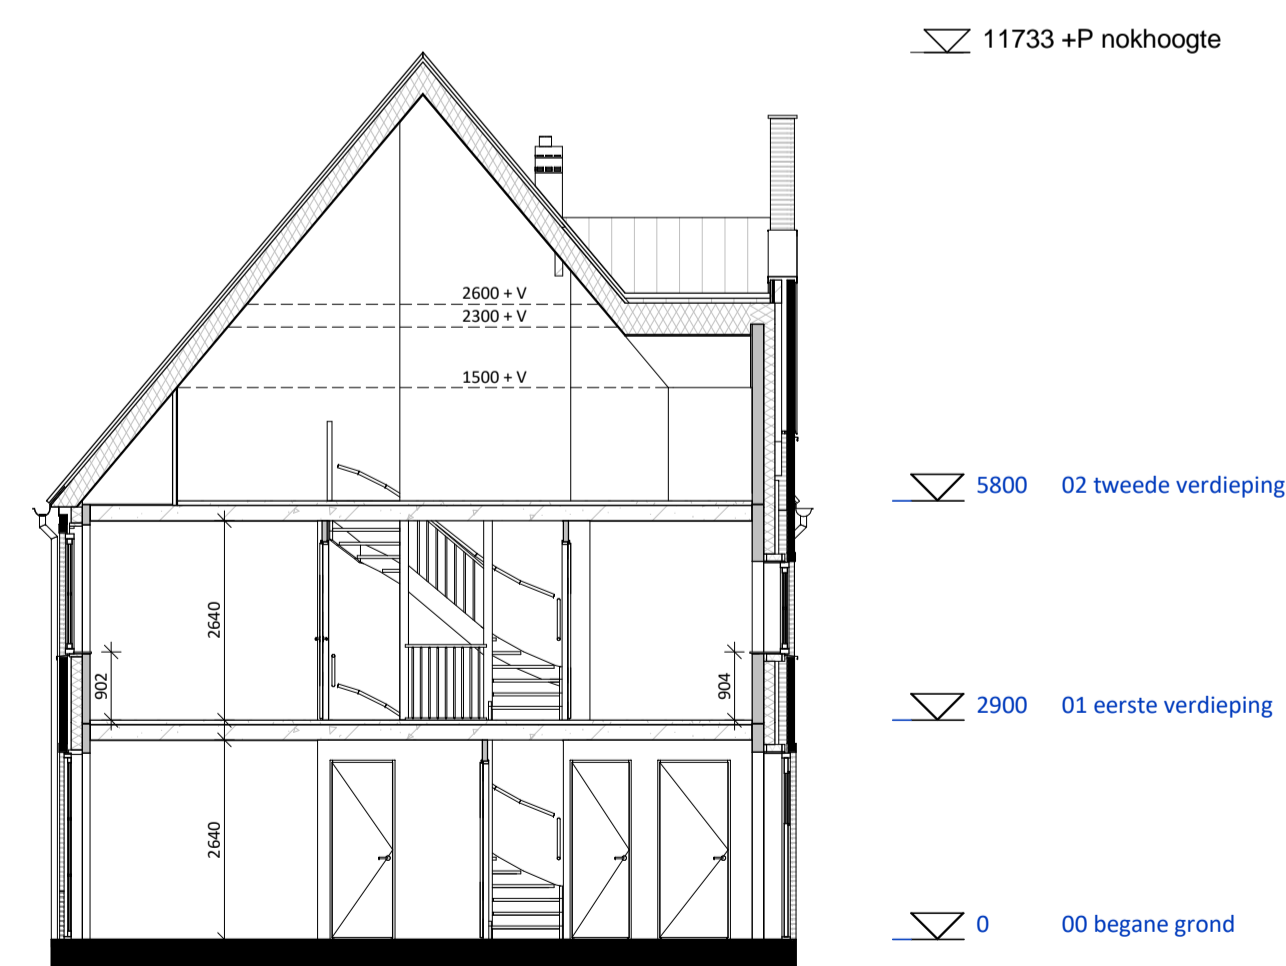 11733 +P nokhoogte
2600 + V
2300 + V
1500 + V
5800 02 tweede verdieping
2640
902
904
2900 01 eerste verdieping
2640
0 00 begane grond